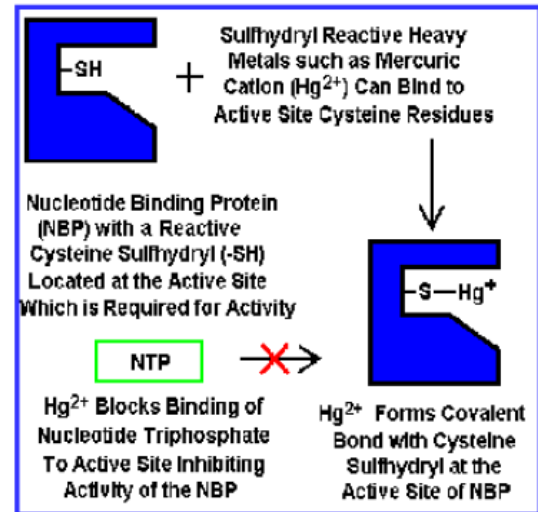 -SH
+
Sulfhydryl Reactive Heavy
Metals such as Mercuric
Cation (Hg2+) Can Bind to
Active Site Cysteine Residues
Nucleotide Binding Protein
(NBP) with a Reactive
Cysteine Sulfhydryl (-SH)
Located at the Active Site
Which is Required for Activity
-S—Hg+
NTP
Hg2+ Blocks Binding of
Nucleotide Triphosphate
To Active Site Inhibiting
Activity of the NBP
Hg2+ Forms Covalent
Bond with Cysteine
Sulfhydryl at the
Active Site of NBP